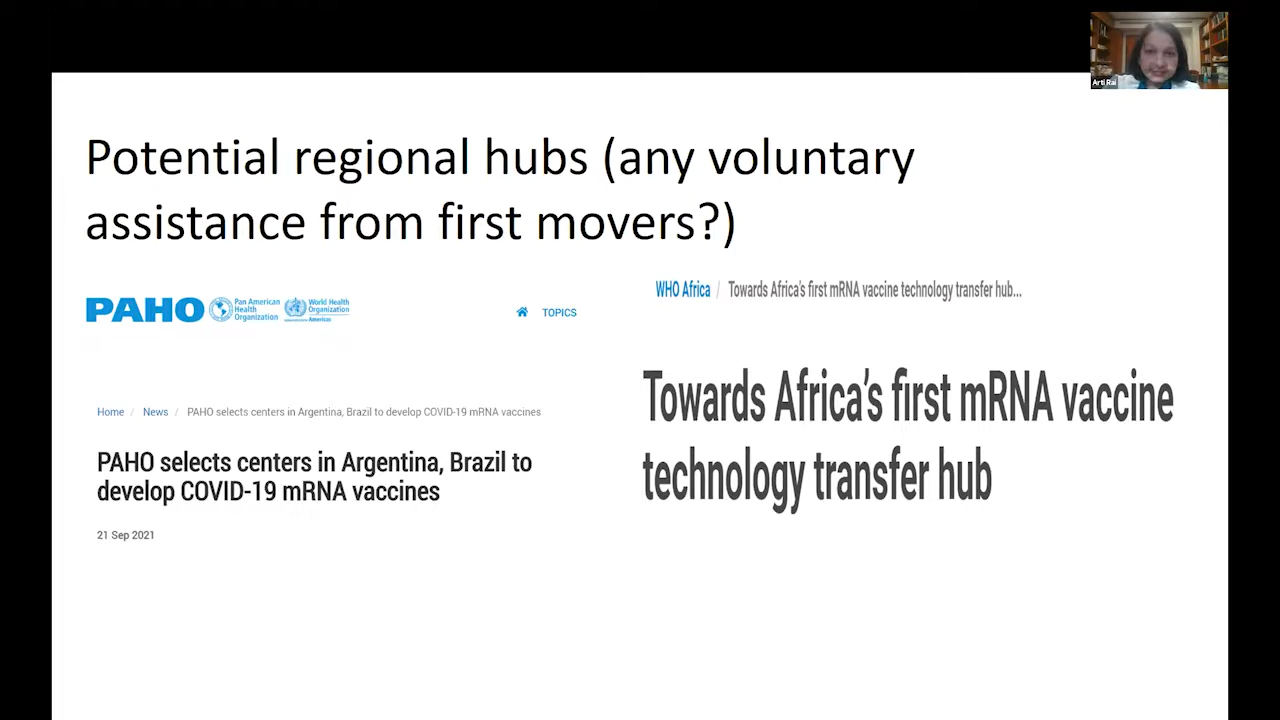 Arti Rai
Potential regional hubs (any voluntary
assistance from first movers?)
PAHO
Pan American
Health
Organization
World Health
Organization
Americas
TOPICS
Home / News / PAHO selects centers in Argentina, Brazil to develop COVID-19 mRNA vaccines
PAHO selects centers in Argentina, Brazil to
develop COVID-19 mRNA vaccines
21 Sep 2021
WHO Africa / Towards Africa's first mRNA vaccine technology transfer hub...
Towards Africa's first mRNA vaccine
technology transfer hub